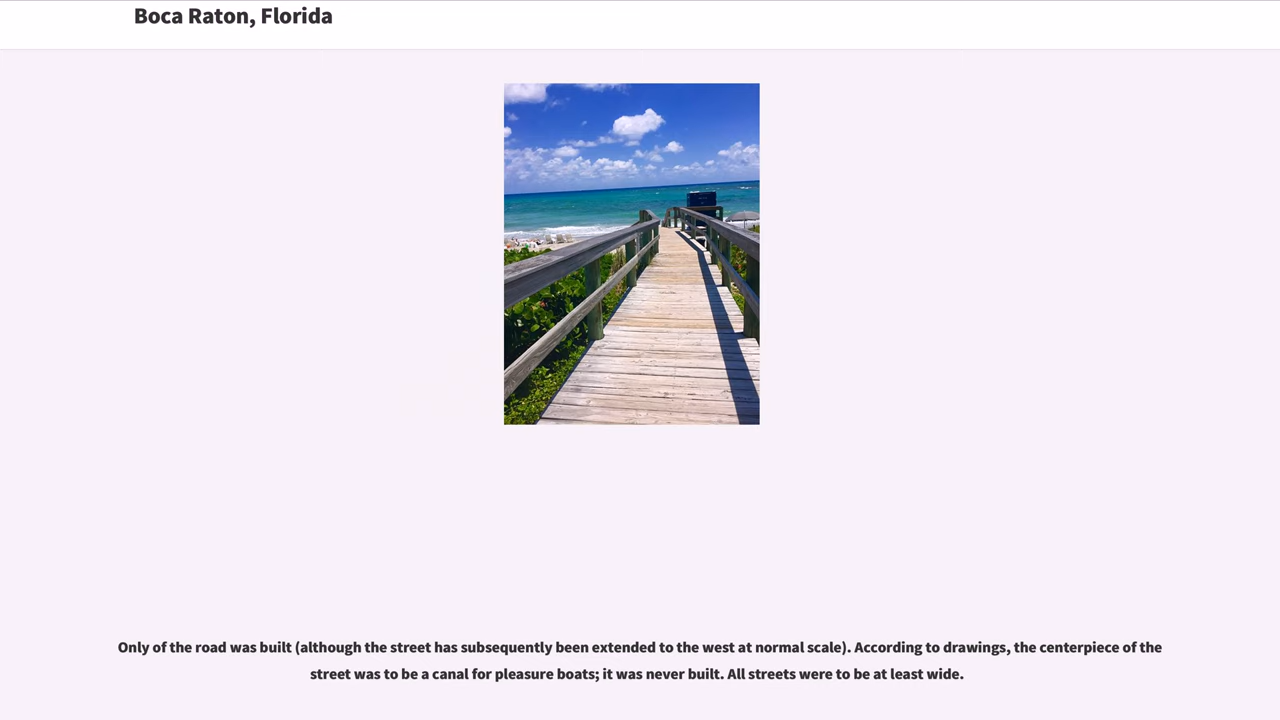 Boca Raton, Florida
Only of the road was built (although the street has subsequently been extended to the west at normal scale). According to drawings, the centerpiece of the
street was to be a canal for pleasure boats; it was never built. All streets were to be at least wide.